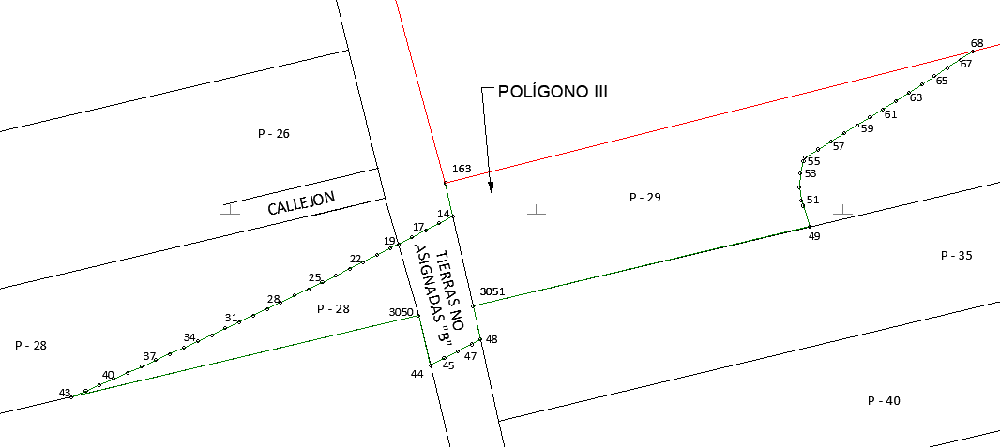 68
67
65
POLÍGONO III
63
61
P - 26
59
57
55
163
53
P - 29
51
CALLEJON
14
17
49
19
TIERRAS NO
ASIGNADAS "B"
22
P - 35
25
3051
28
P - 28
3050
31
34
48
P - 28
47
37
45
40
44
43
P - 40